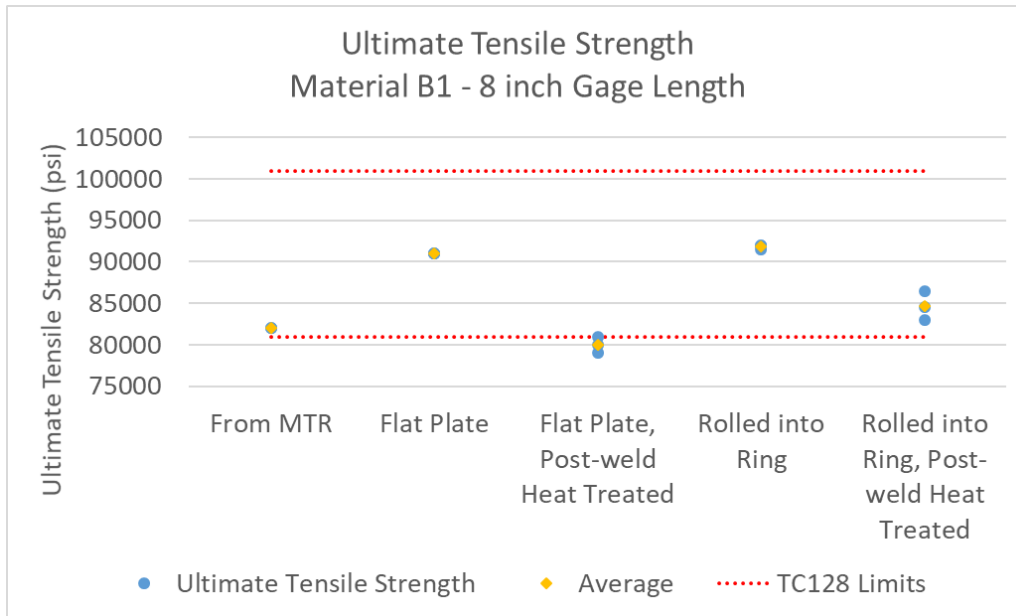 Ultimate Tensile Strength
Material B1 - 8 inch Gage Length
Ultimate Tensile Strength (psi)
105000
100000
95000
90000
85000
80000
75000
From MTR
Flat Plate
Flat Plate,
Post-weld
Heat Treated
Rolled into
Ring
Rolled into
Ring, Post-
weld Heat
Treated
Ultimate Tensile Strength
Average
TC128 Limits